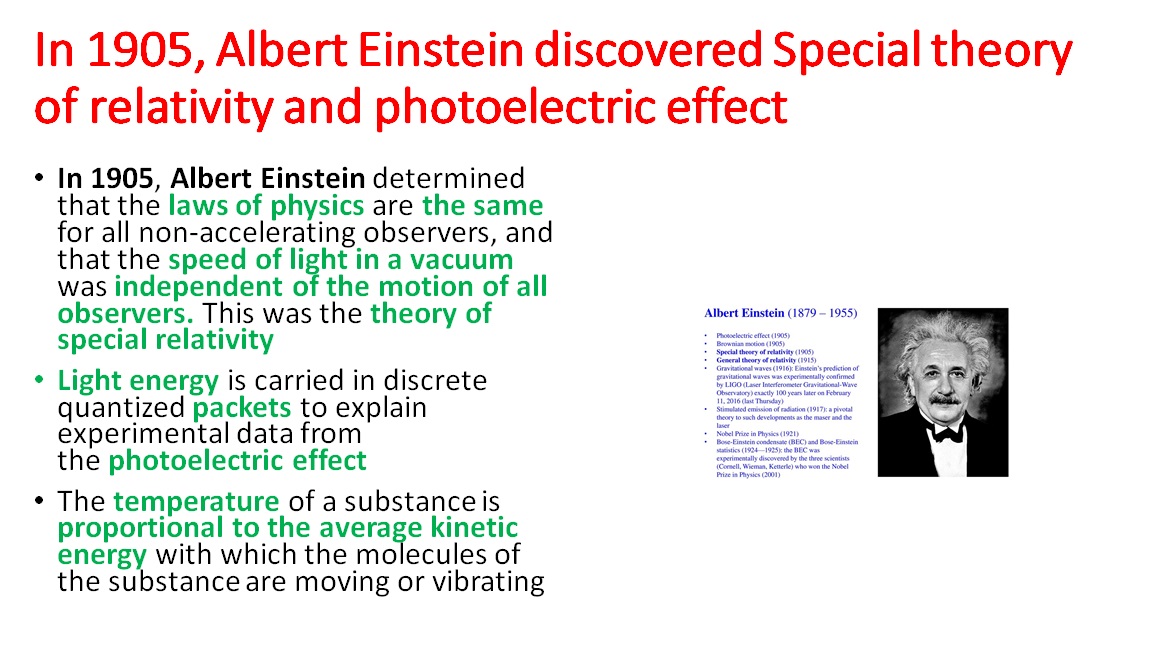 In 1905, Albert Einstein discovered Special theory
of relativity and photoelectric effect
• In 1905, Albert Einstein determined
that the laws of physics are the same
for all non-accelerating observers, and
that the speed of light in a vacuum
was independent of the motion of all
observers. This was the theory of
special relativity
• Light energy is carried in discrete
quantized packets to explain
experimental data from
the photoelectric effect
• The temperature of a substance is
proportional to the average kinetic
energy with which the molecules of
the substance are moving or vibrating
Albert Einstein (1879 – 1955)
• Photoelectric effect (1905)
• Brownian motion (1905)
• Special theory of relativity (1905)
• General theory of relativity (1915)
• Gravitational waves (1916): Einstein's prediction of
gravitational waves was experimentally confirmed
by LIGO (Laser Interferometer Gravitational-Wave
Observatory) exactly 100 years later on February
11, 2016 (last Thursday)
• Stimulated emission of radiation (1917): a pivotal
theory to such developments as the maser and the
laser
• Nobel Prize in Physics (1921)
• Bose-Einstein condensate (BEC) and Bose-Einstein
statistics (1924—1925): the BEC was
experimentally discovered by the three scientists
(Cornell, Wieman, Ketterle) who won the Nobel
Prize in Physics (2001)